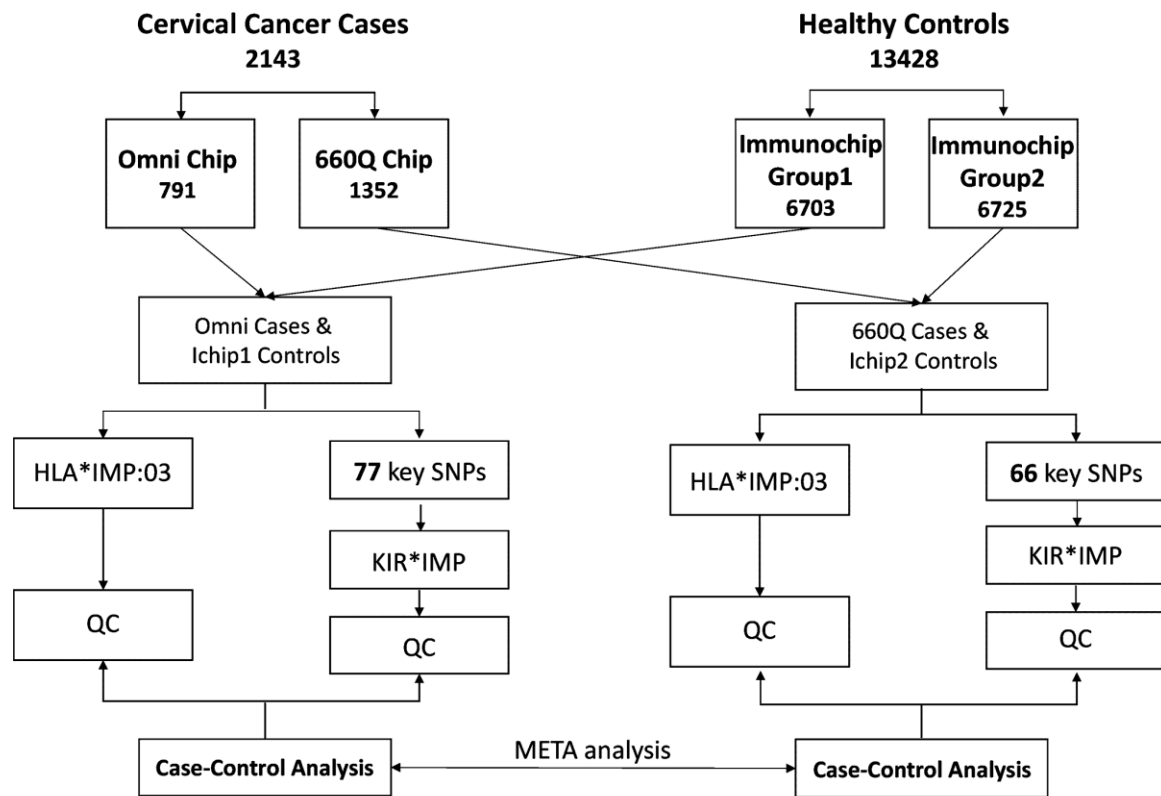 Cervical Cancer Cases
2143
Healthy Controls
13428
Omni Chip
791
660Q Chip
1352
Immunochip
Group1
6703
Immunochip
Group2
6725
Omni Cases &
Ichip1 Controls
660Q Cases &
Ichip2 Controls
HLA*IMP:03
77 key SNPs
HLA*IMP:03
66 key SNPs
KIR*IMP
KIR*IMP
QC
QC
QC
QC
META analysis
Case-Control Analysis
Case-Control Analysis